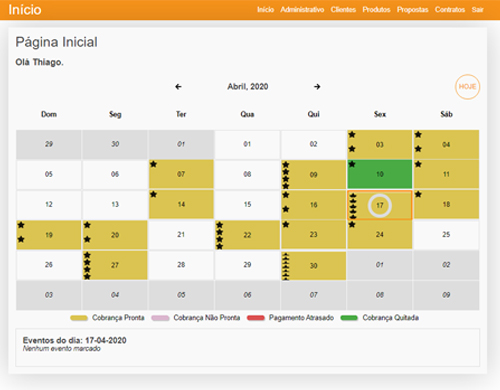 Início
Início Administrativo Clientes Produtos Propostas Contratos Sair
Página Inicial
Olá Thiago.
Abril, 2020
HOJE
Dom Seg Ter Qua Qui Sex Sáb
29 30 01 01 02 03 04
05 06 07 08 09 10 11
12 13 14 15 16 17 18
19 20 21 22 23 24 25
26 27 28 29 30 01 02
03 04 05 06 07 08 09
Cobrança Pronta Cobrança Não Pronta Pagamento Atrasado Cobrança Quitada
Eventos do dia: 17-04-2020
Nenhum evento marcado